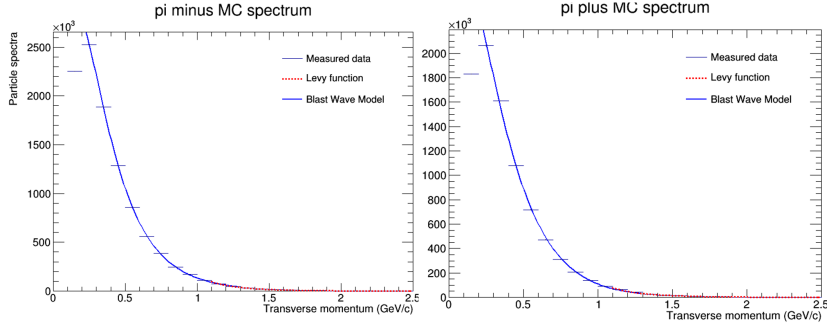 pi minus MC spectrum
×10³
Particle spectra
2500
2000
1500
1000
500
0
Measured data
Levy function
Blast Wave Model
0 0.5 1 1.5 2 2.5
Transverse momentum (GeV/c)
pi plus MC spectrum
×10³
2200
2000
1800
1600
1400
1200
1000
800
600
400
200
0
Measured data
Levy function
Blast Wave Model
0 0.5 1 1.5 2 2.5
Transverse momentum (GeV/c)